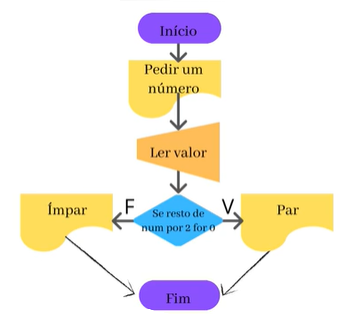 Início
Pedir um
número
Ler valor
F
V
Ímpar
Se resto de
num por 2 for 0
Par
Fim